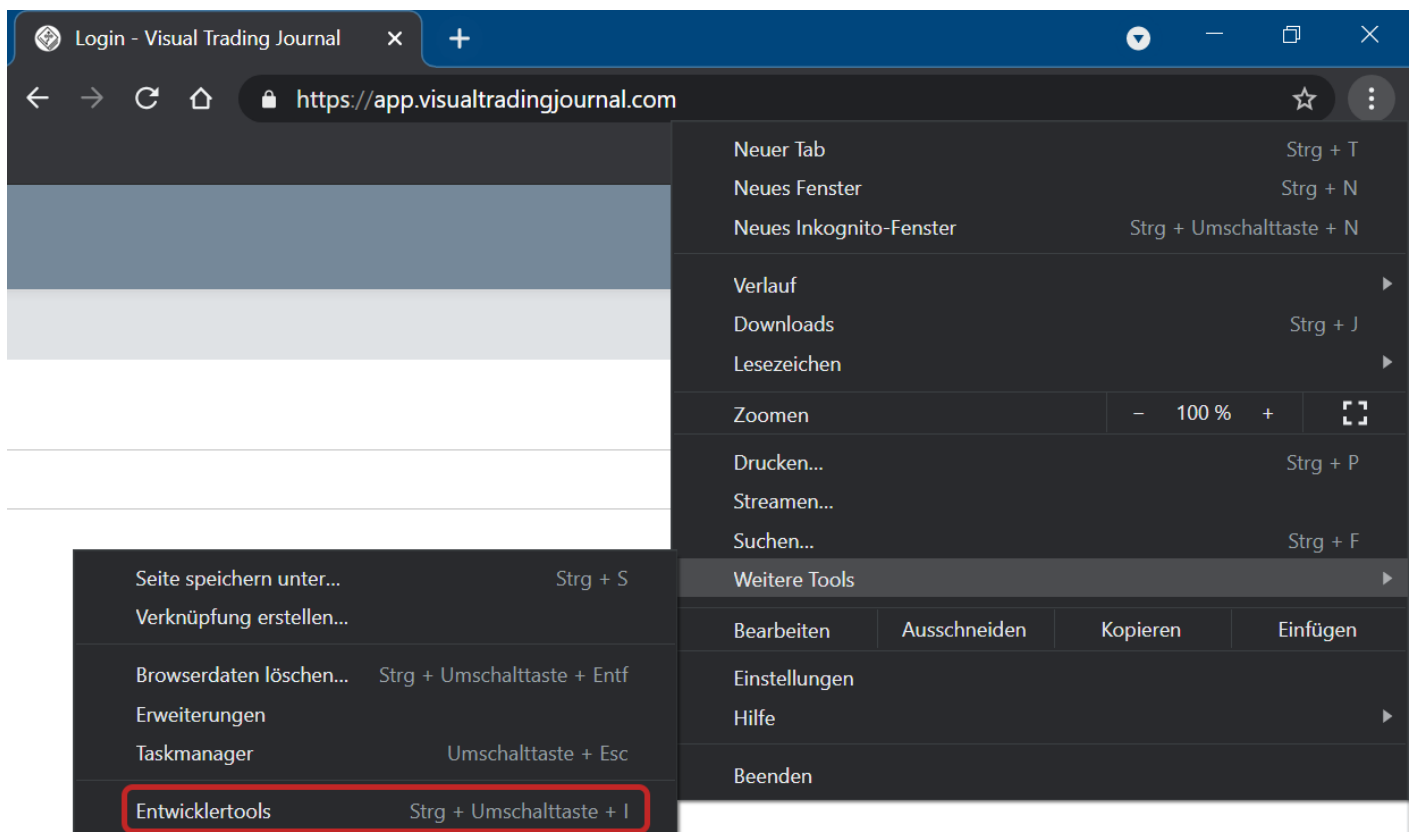 Login - Visual Trading Journal
https://app.visualtradingjournal.com
Neuer Tab Strg + T
Neues Fenster Strg + N
Neues Inkognito-Fenster Strg + Umschalttaste + N
Verlauf
Downloads Strg + J
Lesezeichen
Zoomen − 100 % +
Drucken... Strg + P
Streamen...
Suchen... Strg + F
Weitere Tools
Bearbeiten Ausschneiden Kopieren Einfügen
Einstellungen
Hilfe
Beenden
Seite speichern unter... Strg + S
Verknüpfung erstellen...
Browserdaten löschen... Strg + Umschalttaste + Entf
Erweiterungen
Taskmanager Umschalttaste + Esc
Entwicklertools Strg + Umschalttaste + I